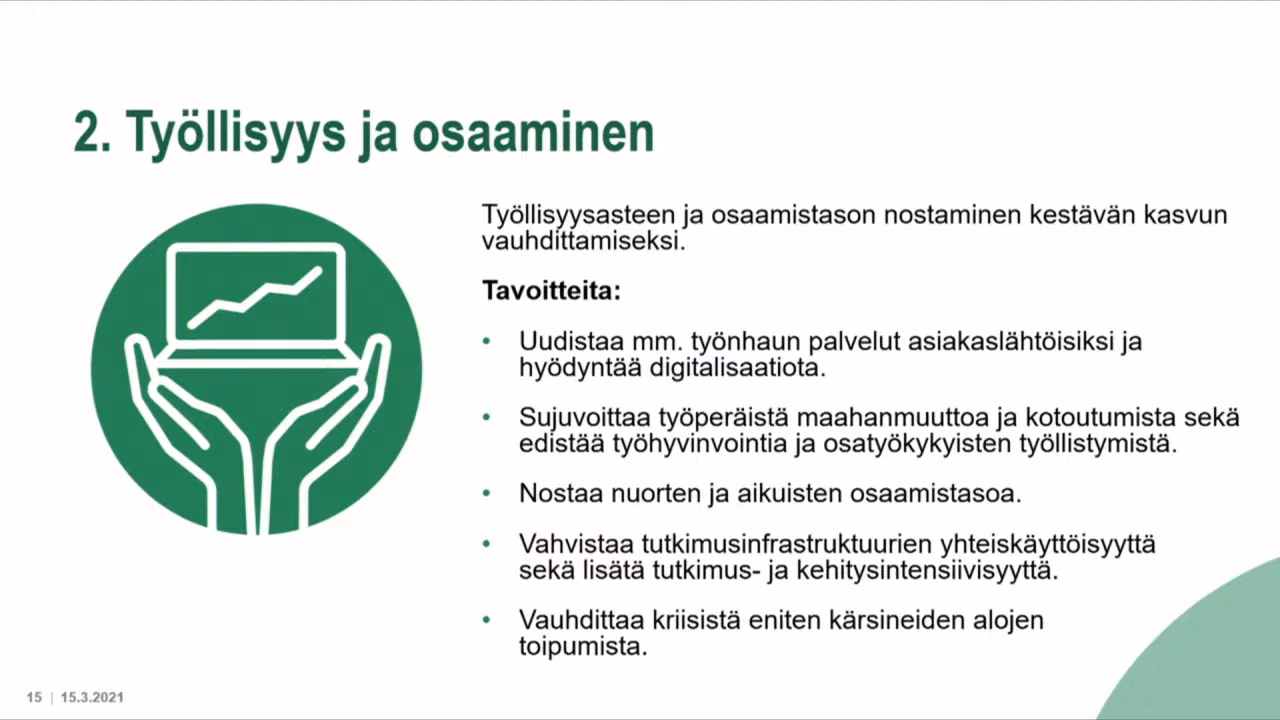 2. Työllisyys ja osaaminen
Työllisyysasteen ja osaamistason nostaminen kestävän kasvun
vauhdittamiseksi.
Tavoitteita:
• Uudistaa mm. työnhaun palvelut asiakaslähtöisiksi ja
hyödyntää digitalisaatiota.
• Sujuvoittaa työperäistä maahanmuuttoa ja kotoutumista sekä
edistää työhyvinvointia ja osatyökykyisten työllistymistä.
• Nostaa nuorten ja aikuisten osaamistasoa.
• Vahvistaa tutkimusinfrastruktuurien yhteiskäyttöisyyttä
sekä lisätä tutkimus- ja kehitysintensiivisyyttä.
• Vauhdittaa kriisistä eniten kärsineiden alojen
toipumista.
15 | 15.3.2021